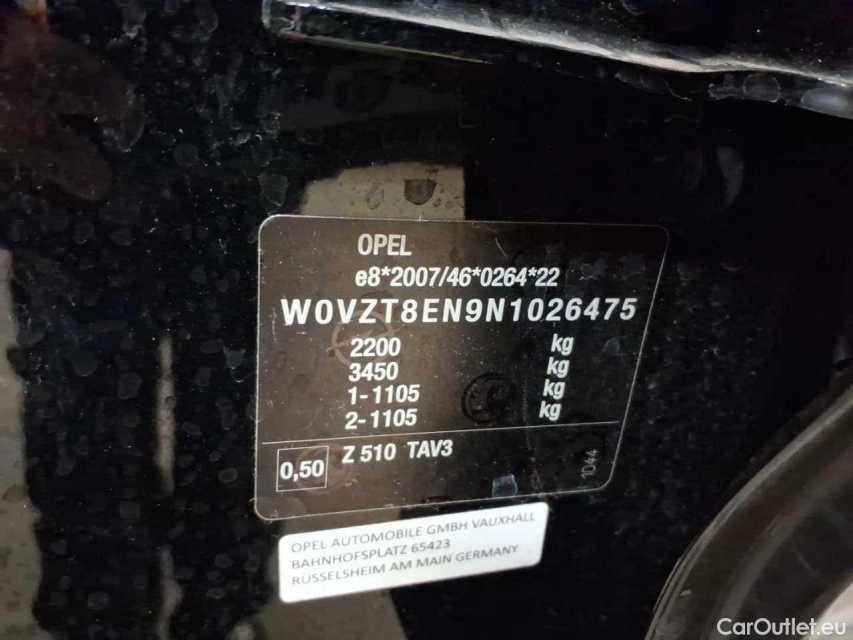 OPEL
e8*2007/46*0264*22
W0VZT8EN9N1026475
2200 kg
3450 kg
1-1105 kg
2-1105 kg
0,50 Z 510 TAV3
1044
OPEL AUTOMOBILE GMBH VAUXHALL
BAHNHOFSPLATZ 65423
RÜSSELSHEIM AM MAIN GERMANY
CarOutlet.eu